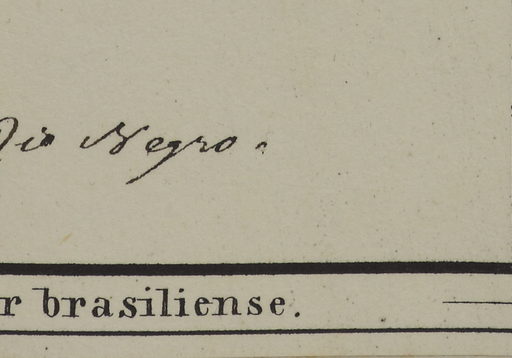 Rio Negro.
r brasiliense.